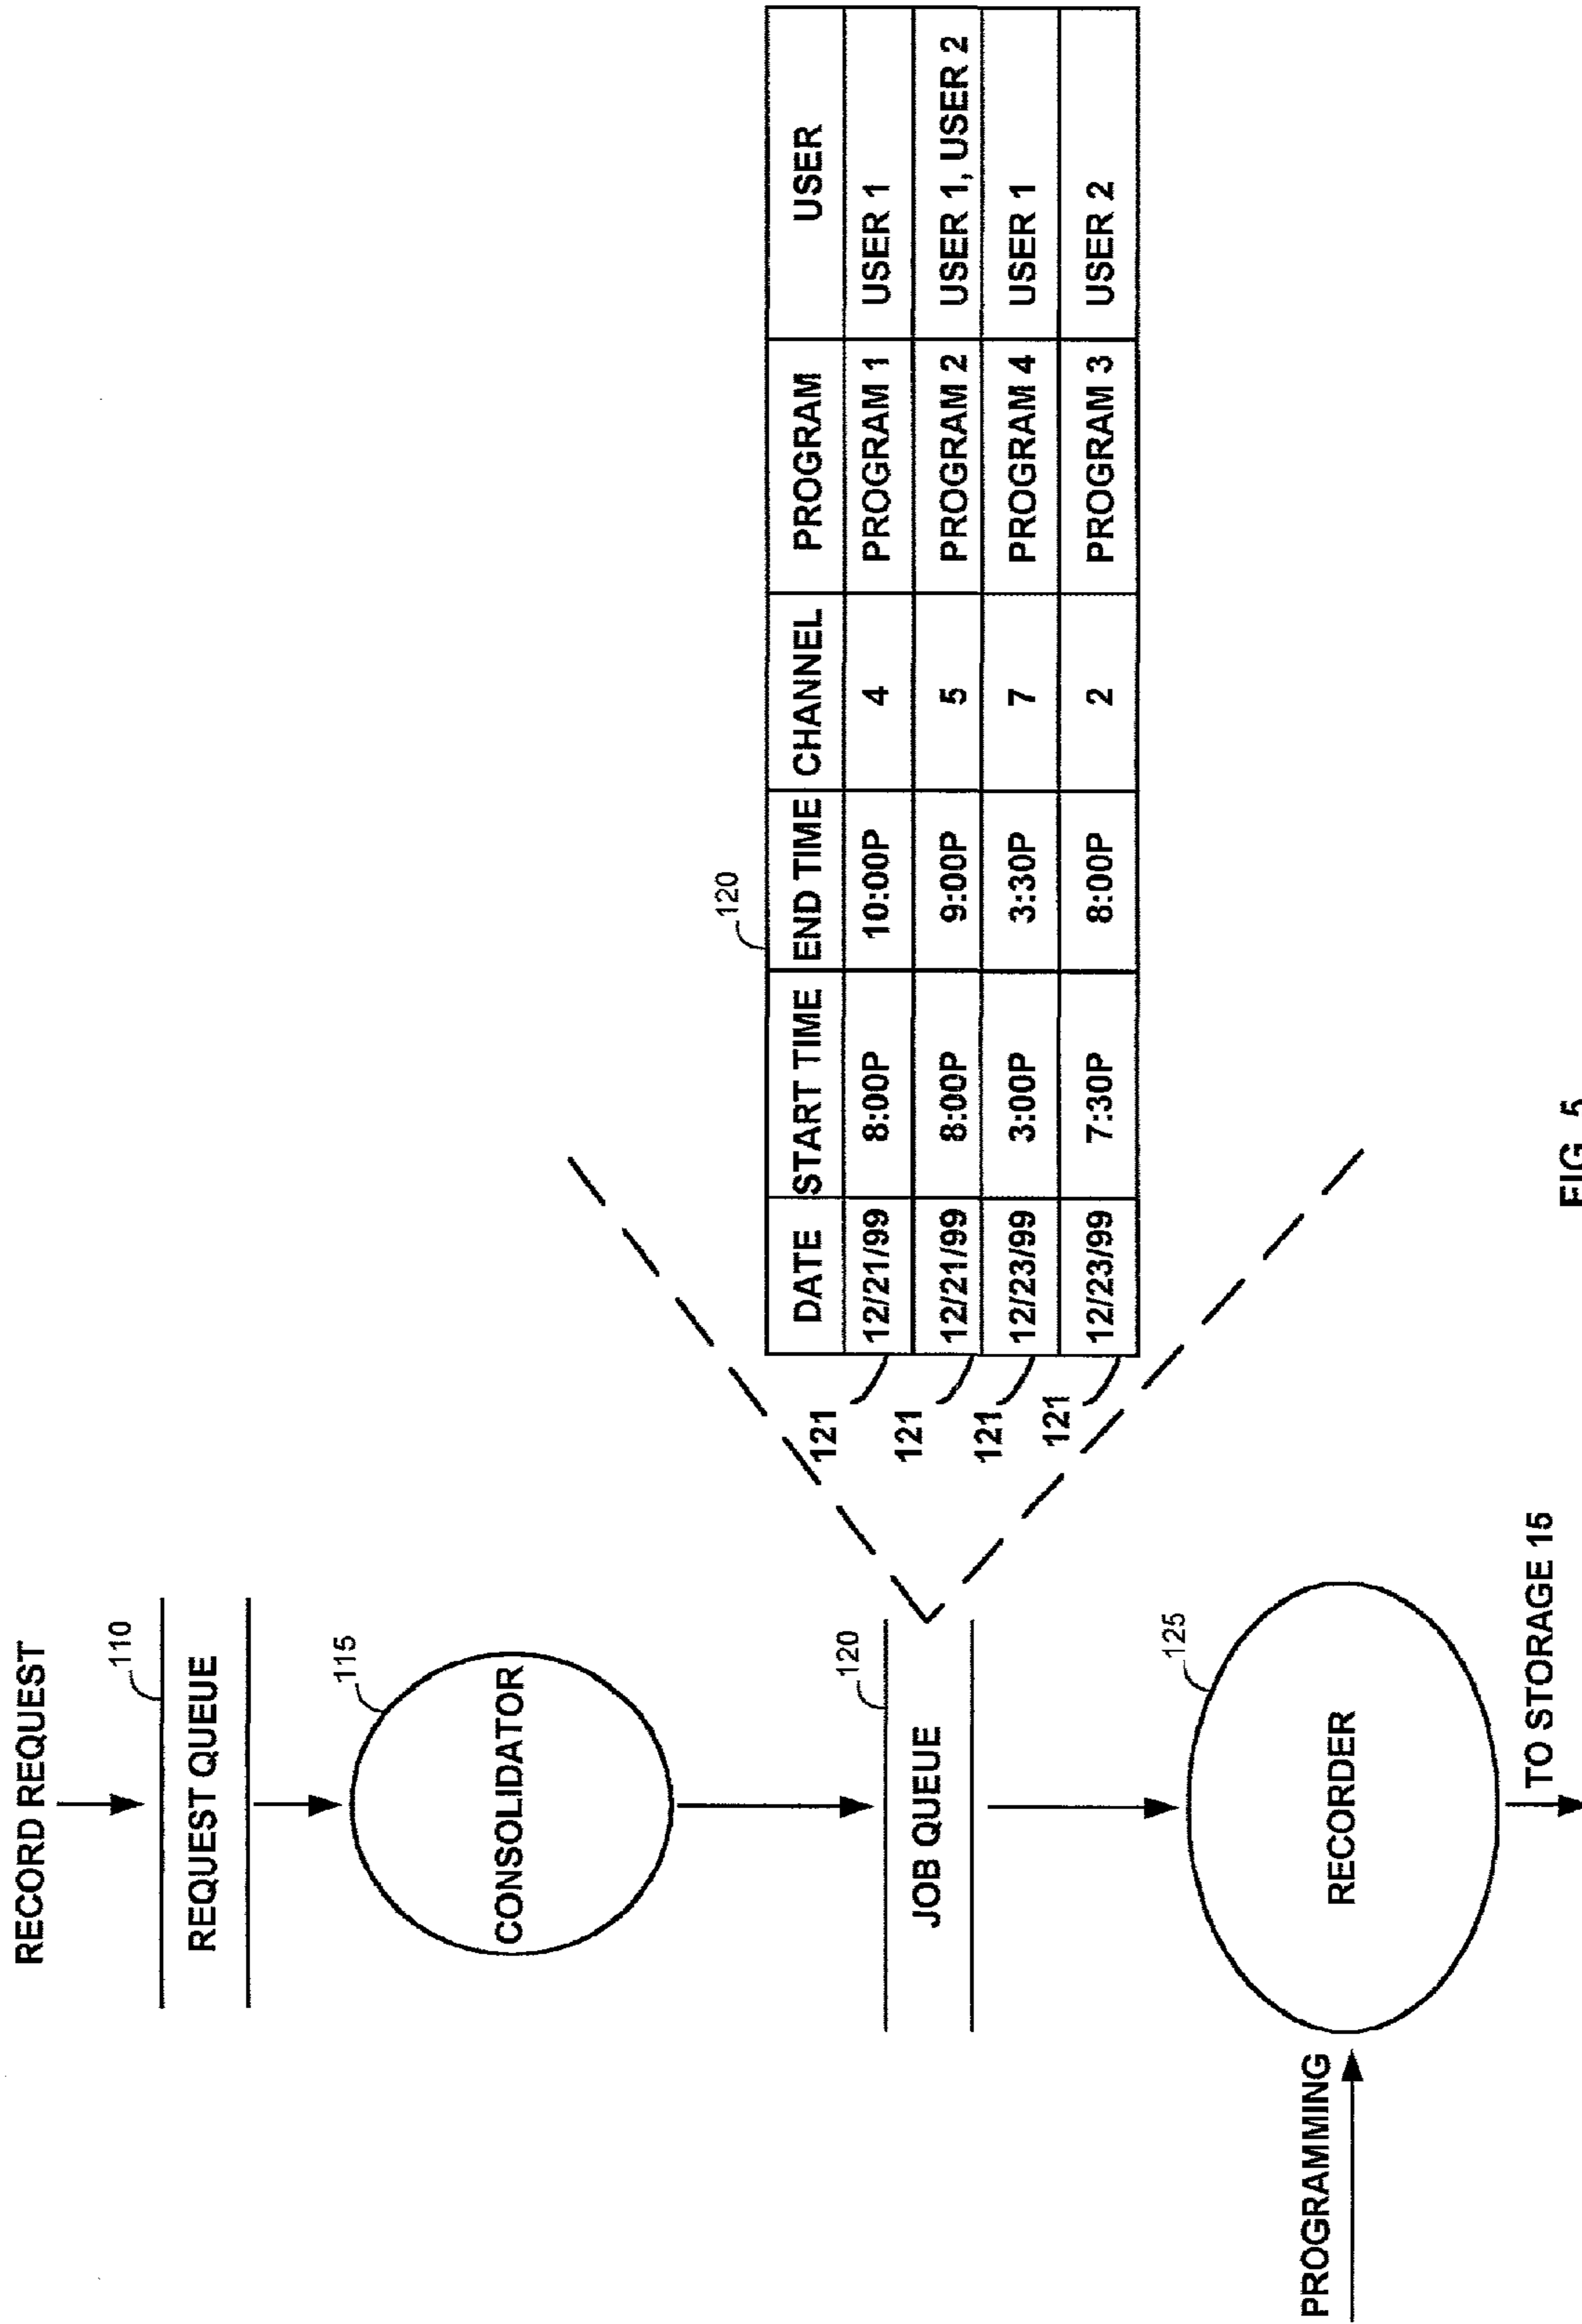 RECORD REQUEST
110
REQUEST QUEUE
115
CONSOLIDATOR
120
JOB QUEUE
PROGRAMMING
125
RECORDER
TO STORAGE 15
120
DATE START TIME END TIME CHANNEL PROGRAM USER
121 12/21/99 8:00P 10:00P 4 PROGRAM 1 USER 1
121 12/21/99 8:00P 9:00P 5 PROGRAM 2 USER 1, USER 2
121 12/23/99 3:00P 3:30P 7 PROGRAM 4 USER 1
121 12/23/99 7:30P 8:00P 2 PROGRAM 3 USER 2
FIG. 5